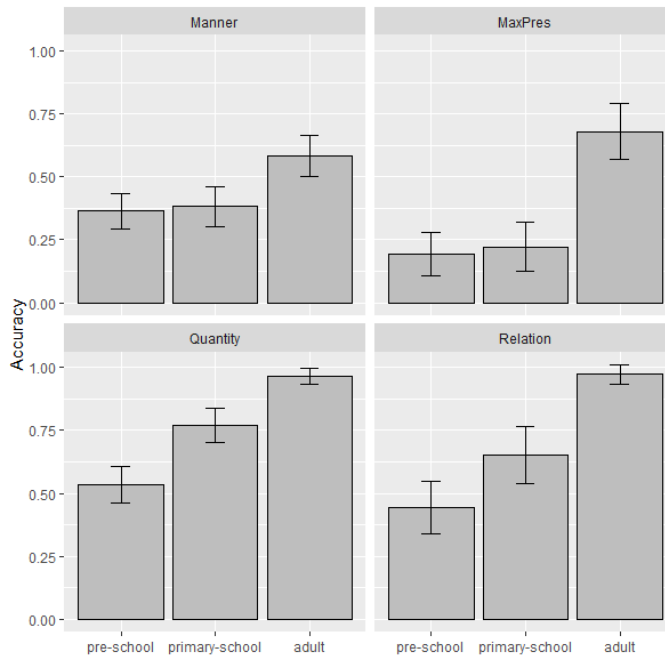 Manner MaxPres
1.00
0.75
0.50
0.25
0.00
Accuracy
Quantity Relation
1.00
0.75
0.50
0.25
0.00
pre-school primary-school adult pre-school primary-school adult